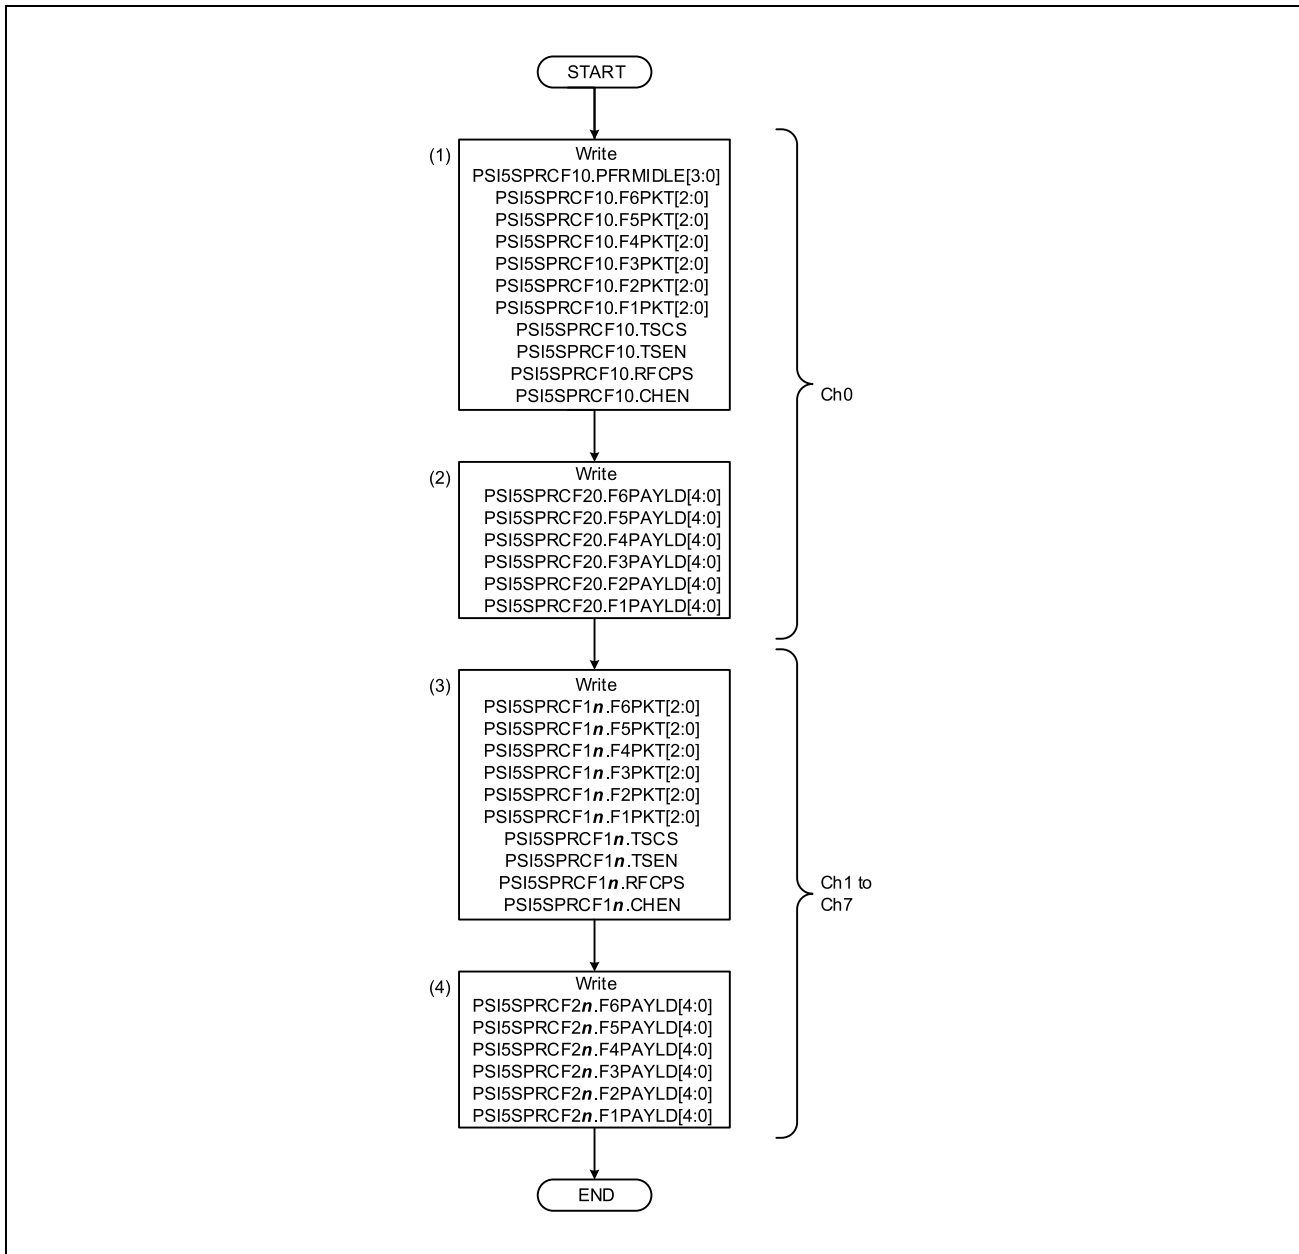 START
(1)
Write
PSI5SPRCF10.PFRMIDLE[3:0]
PSI5SPRCF10.F6PKT[2:0]
PSI5SPRCF10.F5PKT[2:0]
PSI5SPRCF10.F4PKT[2:0]
PSI5SPRCF10.F3PKT[2:0]
PSI5SPRCF10.F2PKT[2:0]
PSI5SPRCF10.F1PKT[2:0]
PSI5SPRCF10.TSCS
PSI5SPRCF10.TSEN
PSI5SPRCF10.RFCPS
PSI5SPRCF10.CHEN
Ch0
(2)
Write
PSI5SPRCF20.F6PAYLD[4:0]
PSI5SPRCF20.F5PAYLD[4:0]
PSI5SPRCF20.F4PAYLD[4:0]
PSI5SPRCF20.F3PAYLD[4:0]
PSI5SPRCF20.F2PAYLD[4:0]
PSI5SPRCF20.F1PAYLD[4:0]
(3)
Write
PSI5SPRCF1n.F6PKT[2:0]
PSI5SPRCF1n.F5PKT[2:0]
PSI5SPRCF1n.F4PKT[2:0]
PSI5SPRCF1n.F3PKT[2:0]
PSI5SPRCF1n.F2PKT[2:0]
PSI5SPRCF1n.F1PKT[2:0]
PSI5SPRCF1n.TSCS
PSI5SPRCF1n.TSEN
PSI5SPRCF1n.RFCPS
PSI5SPRCF1n.CHEN
Ch1 to
Ch7
(4)
Write
PSI5SPRCF2n.F6PAYLD[4:0]
PSI5SPRCF2n.F5PAYLD[4:0]
PSI5SPRCF2n.F4PAYLD[4:0]
PSI5SPRCF2n.F3PAYLD[4:0]
PSI5SPRCF2n.F2PAYLD[4:0]
PSI5SPRCF2n.F1PAYLD[4:0]
END